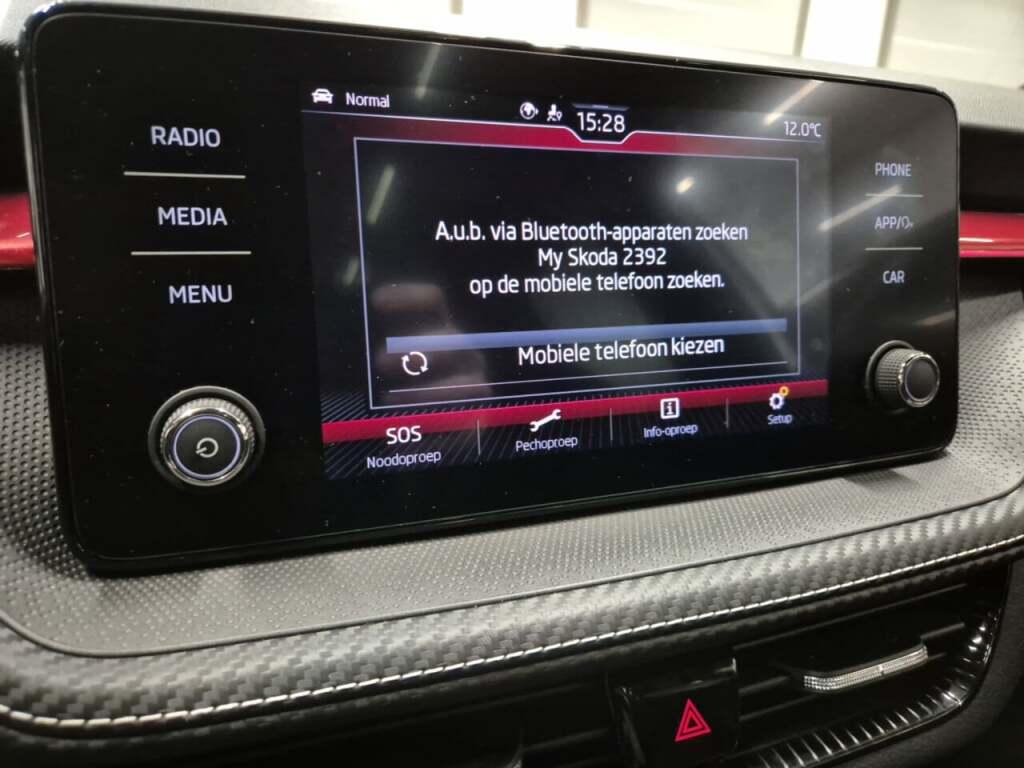 Normal
15:28
12.0°C
RADIO
MEDIA
MENU
PHONE
APP/
CAR
A.u.b. via Bluetooth-apparaten zoeken
My Skoda 2392
op de mobiele telefoon zoeken.
Mobiele telefoon kiezen
SOS
Noodoproep
Pechoproep
Info-oproep
Setup